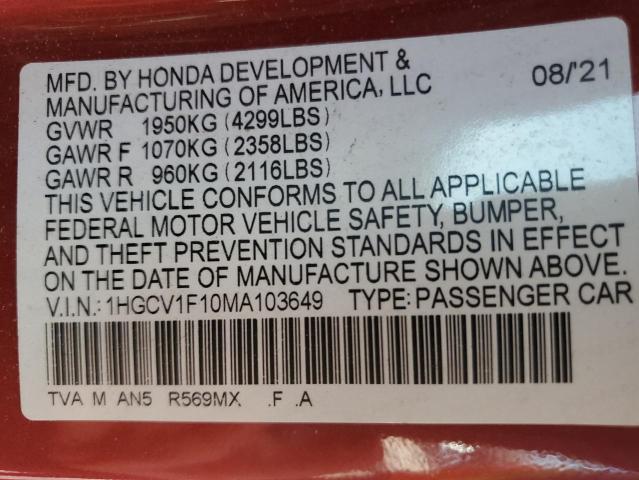 MFD. BY HONDA DEVELOPMENT &
MANUFACTURING OF AMERICA, LLC 08/'21
GVWR 1950KG (4299LBS)
GAWR F 1070KG (2358LBS)
GAWR R 960KG (2116LBS)
THIS VEHICLE CONFORMS TO ALL APPLICABLE
FEDERAL MOTOR VEHICLE SAFETY, BUMPER,
AND THEFT PREVENTION STANDARDS IN EFFECT
ON THE DATE OF MANUFACTURE SHOWN ABOVE.
V.I.N.: 1HGCV1F10MA103649 TYPE: PASSENGER CAR
TVA M AN5 R569MX .F .A